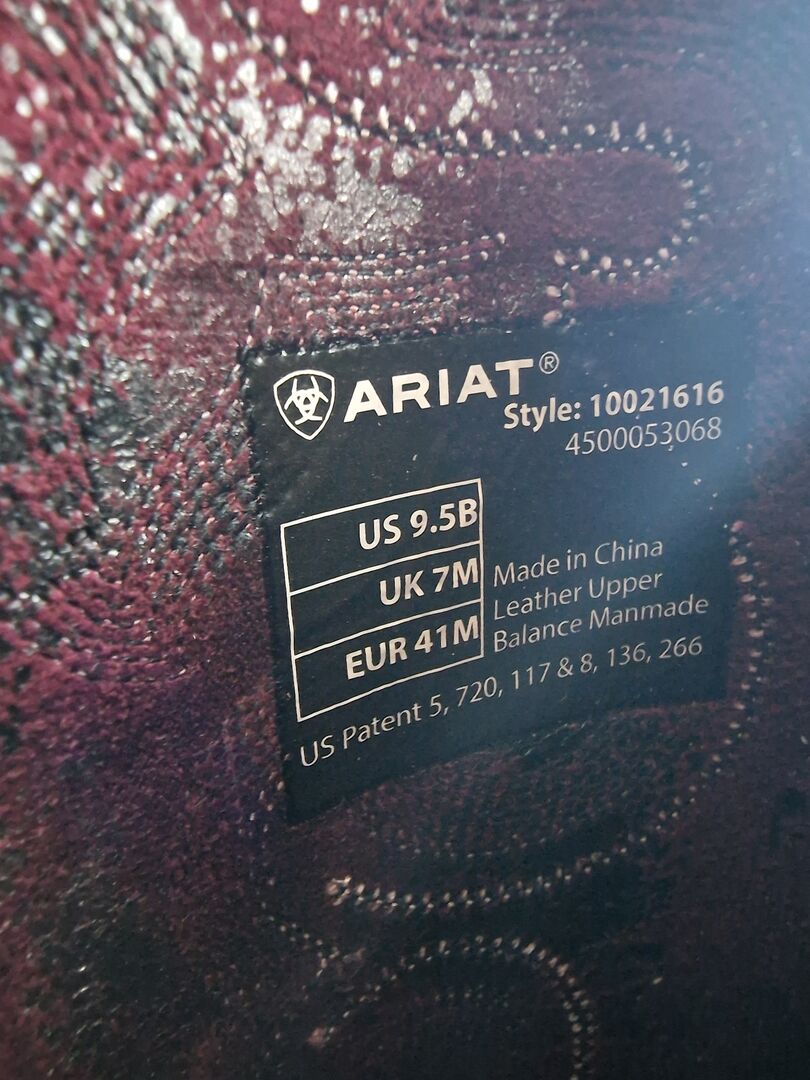 ARIAT®
Style: 10021616
4500053068
US 9.5B
UK 7M
EUR 41M
Made in China
Leather Upper
Balance Manmade
US Patent 5, 720, 117 & 8, 136, 266